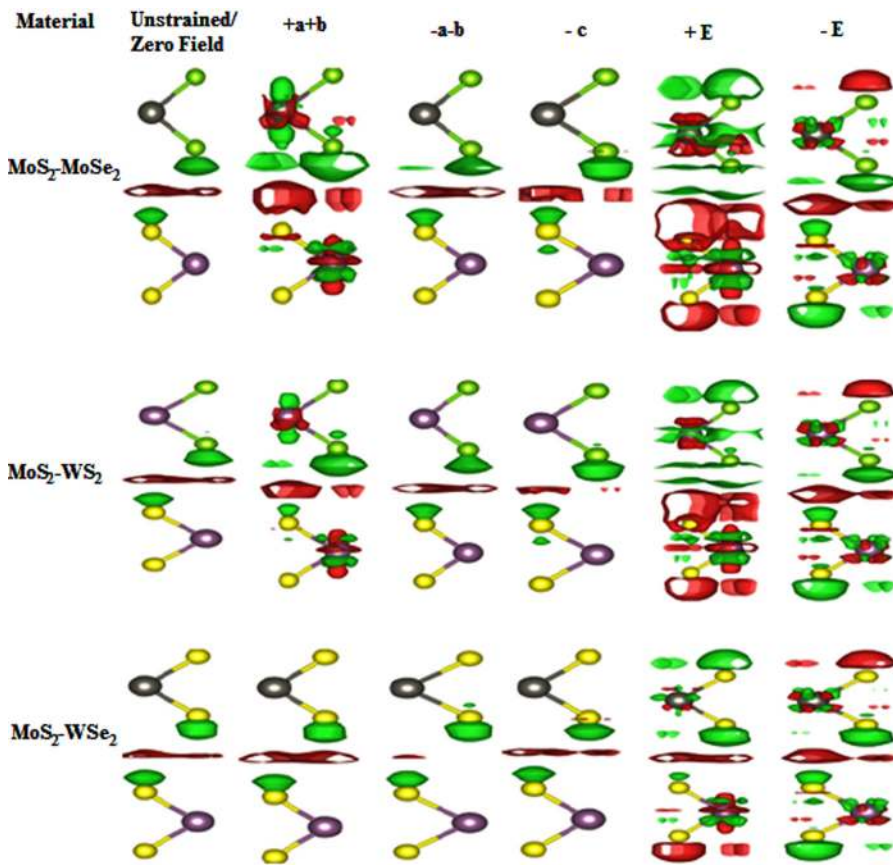 Material Unstrained/ +a+b -a-b - c + E - E
Zero Field
MoS2-MoSe2
MoS2-WS2
MoS2-WSe2